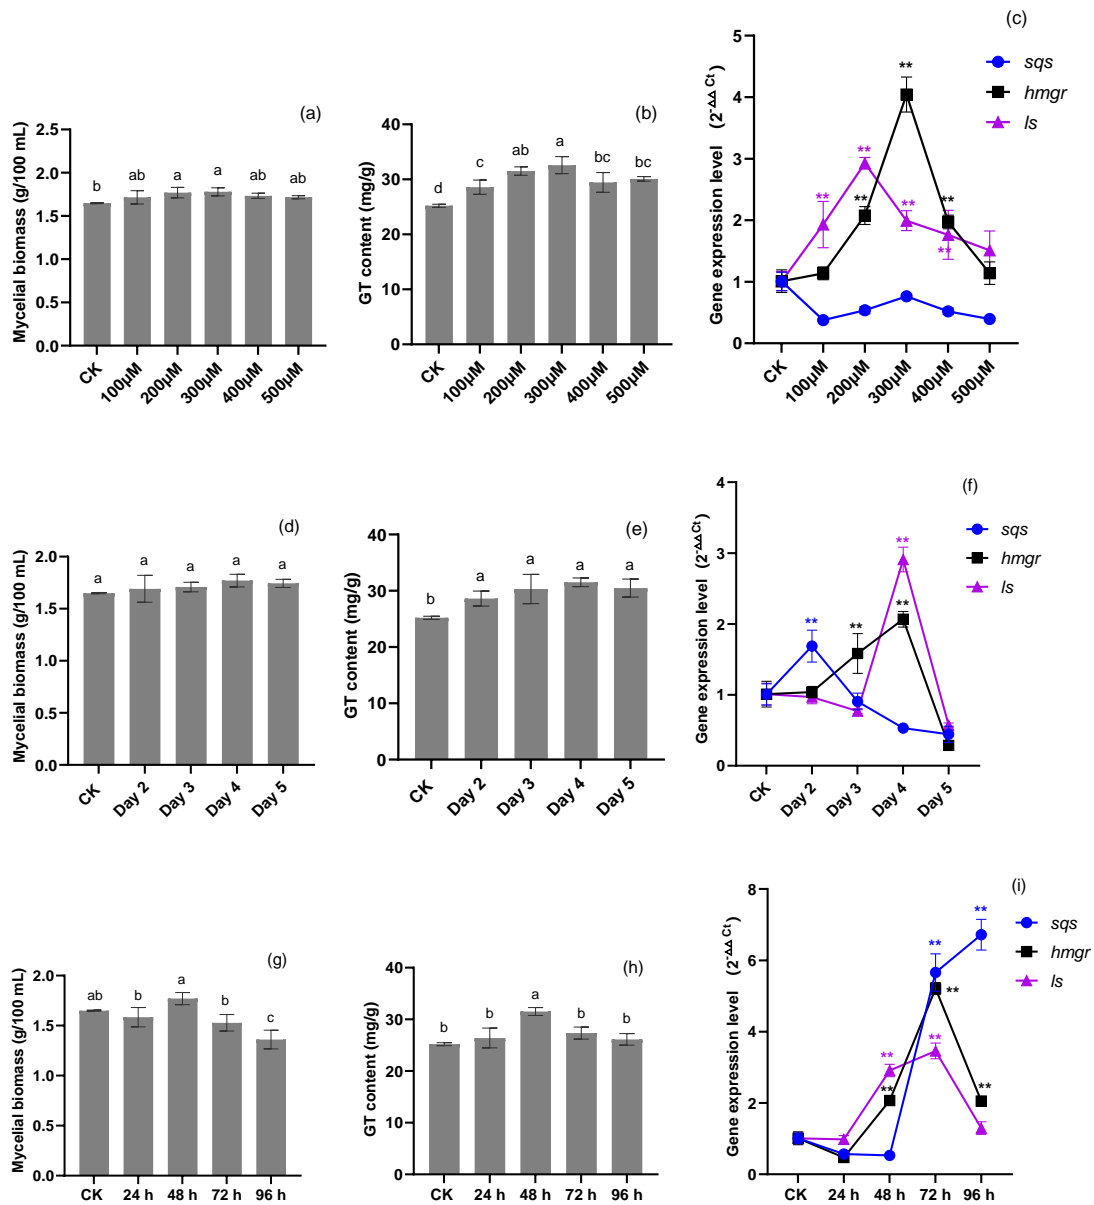 (a)
Mycelial biomass (g/100 mL)
2.5
2.0
1.5
1.0
0.5
0.0
b ab a a ab ab
CK 100μM 200μM 300μM 400μM 500μM
(b)
GT content (mg/g)
40
30
20
10
0
d c ab a bc bc
CK 100μM 200μM 300μM 400μM 500μM
(c)
Gene expression level (2^-ΔΔ Ct)
5
4
3
2
1
0
sqs
hmgr
ls
**
**
** ** ** **
**
CK 100μM 200μM 300μM 400μM 500μM
(d)
Mycelial biomass (g/100 mL)
2.0
1.5
1.0
0.5
0.0
a a a a a
CK Day 2 Day 3 Day 4 Day 5
(e)
GT content (mg/g)
40
30
20
10
0
b a a a a
CK Day 2 Day 3 Day 4 Day 5
(f)
Gene expression level (2^-ΔΔCt)
4
3
2
1
0
sqs
hmgr
ls
**
** ** **
CK Day 2 Day 3 Day 4 Day 5
(g)
Mycelial biomass (g/100 mL)
2.0
1.5
1.0
0.5
0.0
ab b a b c
CK 24 h 48 h 72 h 96 h
(h)
GT content (mg/g)
40
30
20
10
0
b b a b b
CK 24 h 48 h 72 h 96 h
(i)
Gene expression level (2^-ΔΔ Ct)
8
6
4
2
0
sqs
hmgr
ls
**
**
**
**
** ** **
CK 24 h 48 h 72 h 96 h